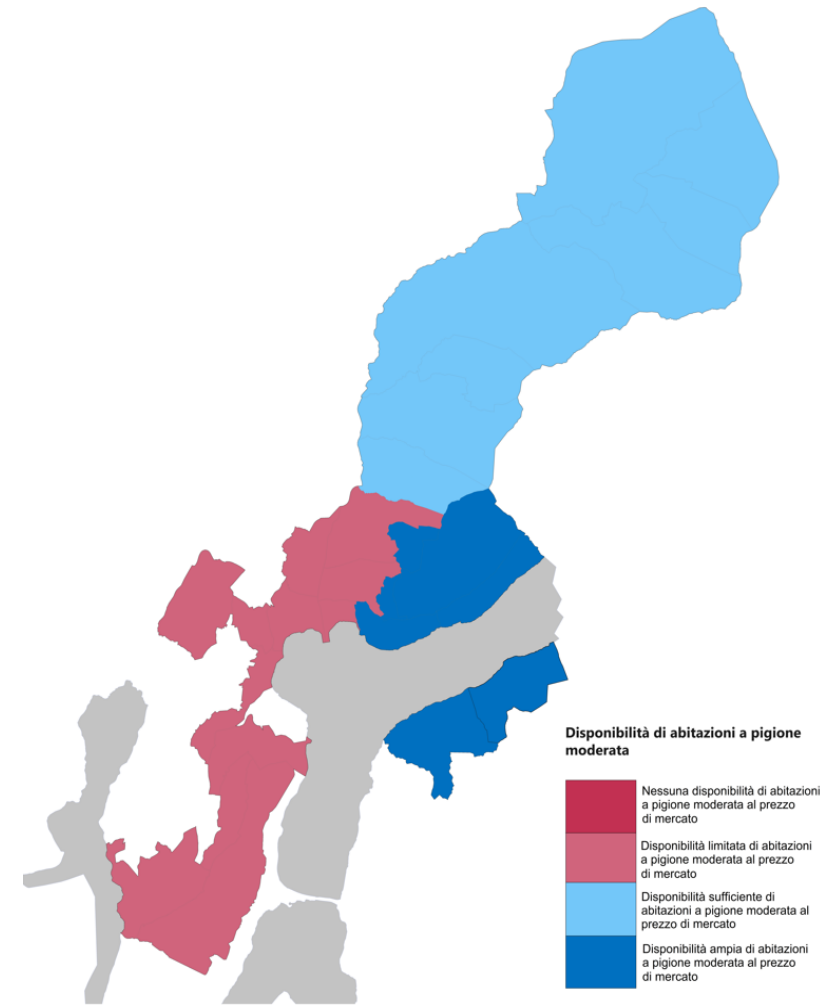 Disponibilità di abitazioni a pigione
moderata
Nessuna disponibilità di abitazioni
a pigione moderata al prezzo
di mercato
Disponibilità limitata di abitazioni
a pigione moderata al prezzo
di mercato
Disponibilità sufficiente di
abitazioni a pigione moderata al
prezzo di mercato
Disponibilità ampia di abitazioni
a pigione moderata al prezzo
di mercato